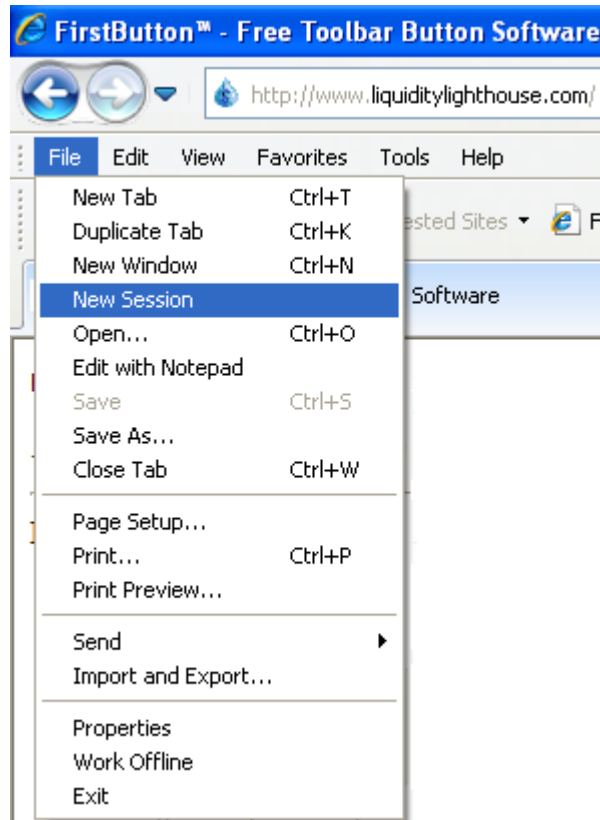 FirstButton™ - Free Toolbar Button Software
http://www.liquiditylighthouse.com/
File Edit View Favorites Tools Help
New Tab Ctrl+T
Sites
Duplicate Tab Ctrl+K
New Window Ctrl+N
New Session
Software
Open... Ctrl+O
Edit with Notepad
Save Ctrl+S
Save As...
Close Tab Ctrl+W
Page Setup...
Print... Ctrl+P
Print Preview...
Send
Import and Export...
Properties
Work Offline
Exit